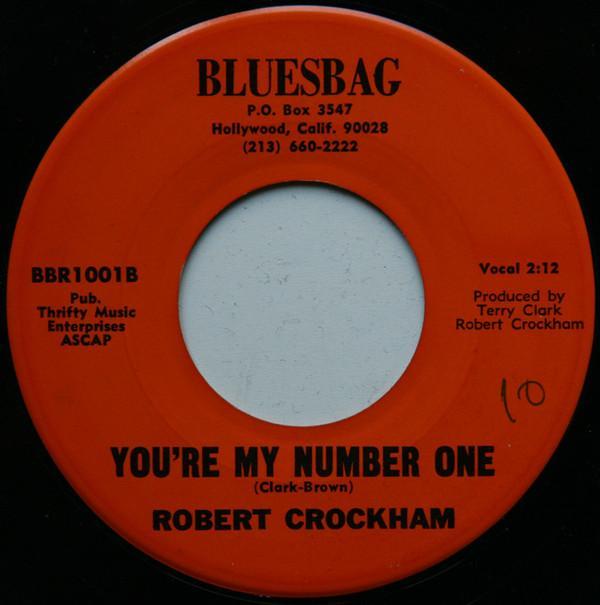 BLUESBAG
P.O. Box 3547
Hollywood, Calif. 90028
(213) 660-2222
BBR1001B
Pub.
Thrifty Music
Enterprises
ASCAP
Vocal 2:12
Produced by
Terry Clark
Robert Crockham
10
YOU'RE MY NUMBER ONE
(Clark-Brown)
ROBERT CROCKHAM